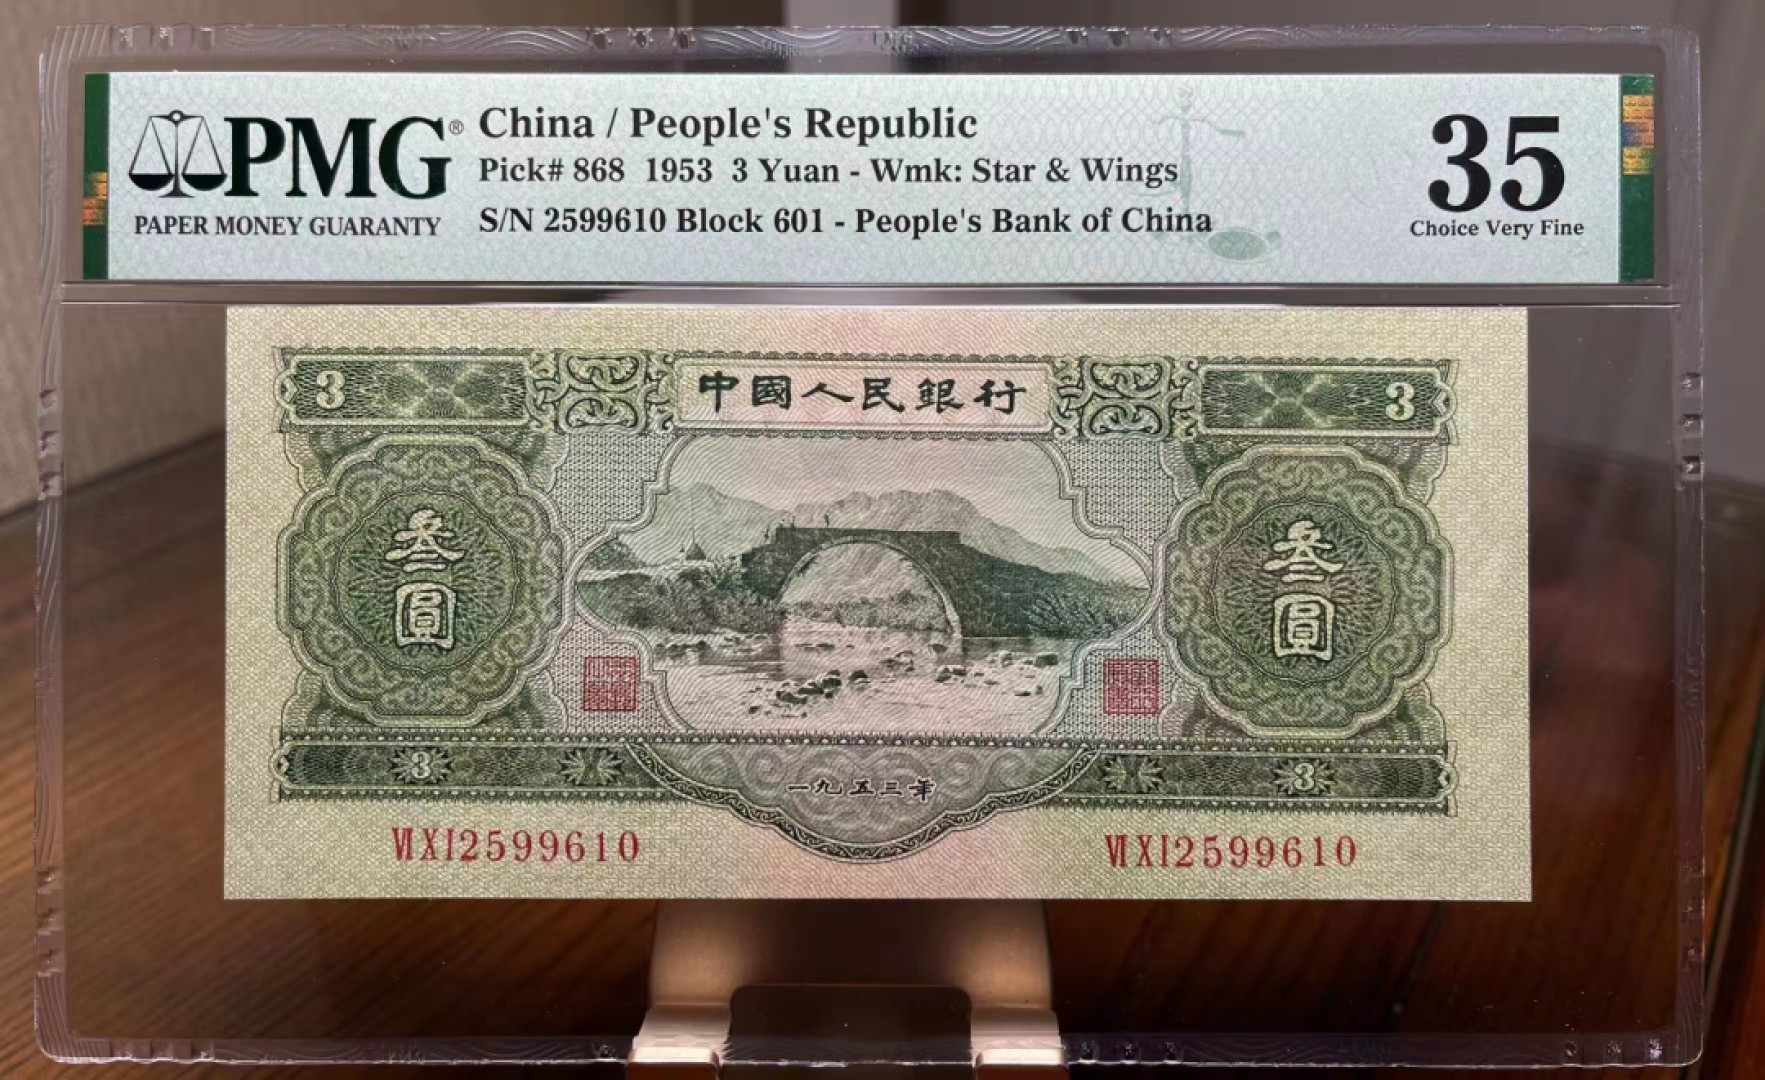 PMG®
PAPER MONEY GUARANTY
China / People's Republic
Pick# 868 1953 3 Yuan - Wmk: Star & Wings
S/N 2599610 Block 601 - People's Bank of China
35
Choice Very Fine
3
中國人民銀行
3
叁圓
叁圓
3
一九五三年
3
ⅥⅩⅠ2599610
ⅥⅩⅠ2599610